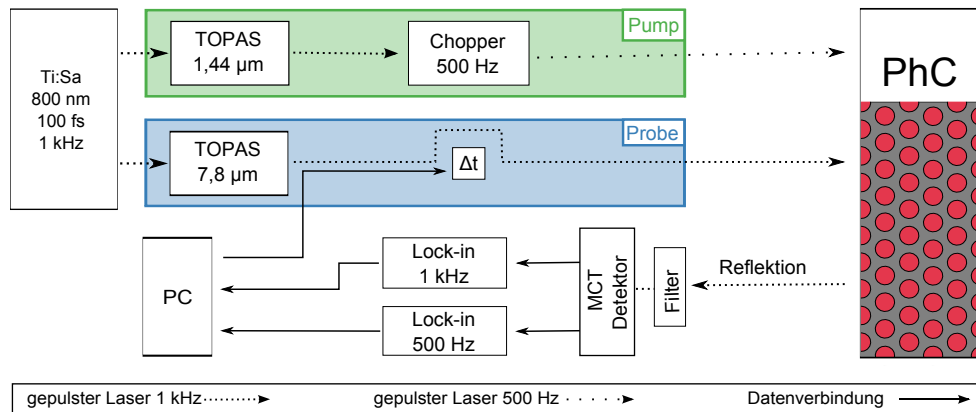 Ti:Sa
800 nm
100 fs
1 kHz
Pump
TOPAS
1,44 µm
Chopper
500 Hz
PhC
Probe
TOPAS
7,8 µm
Δt
PC
Lock-in
1 kHz
Lock-in
500 Hz
MCT
Detektor
Filter
Reflektion
gepulster Laser 1 kHz
gepulster Laser 500 Hz
Datenverbindung